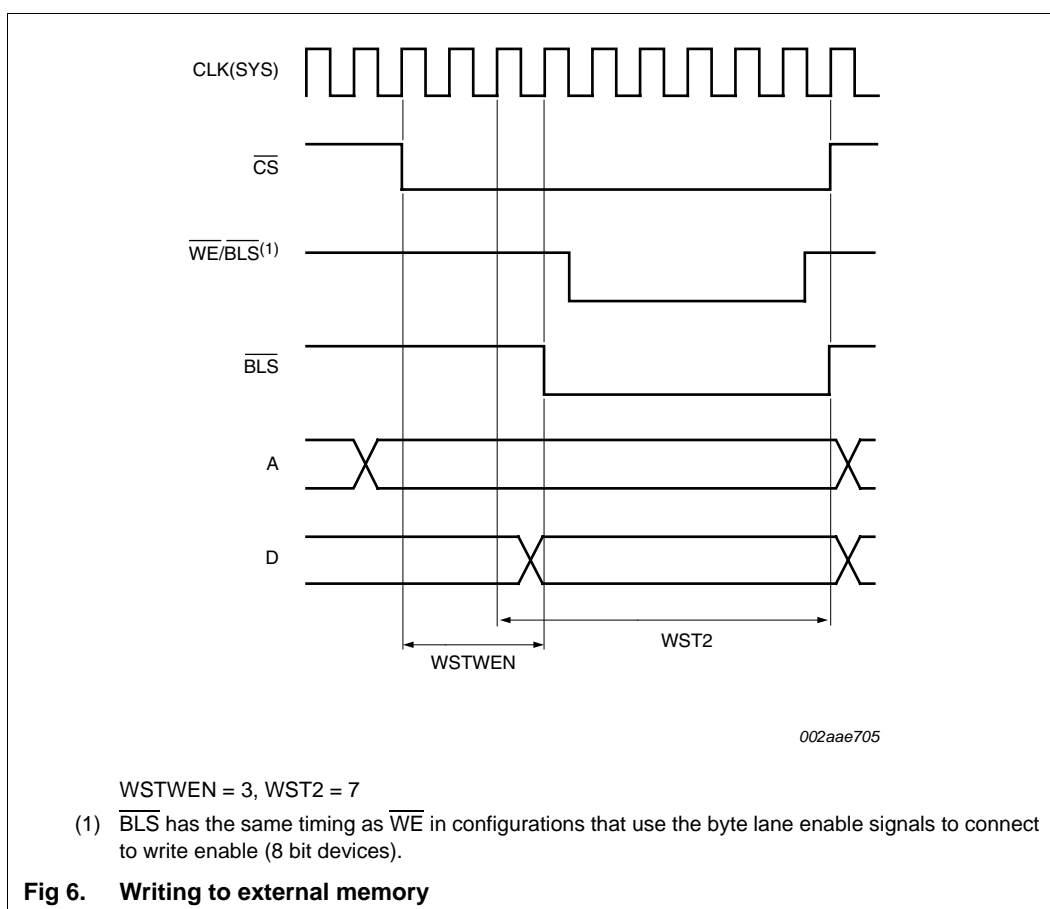 CLK(SYS)
CS
WE/BLS(1)
BLS
A
D
WST2
WSTWEN
002aae705
WSTWEN = 3, WST2 = 7
(1) BLS has the same timing as WE in configurations that use the byte lane enable signals to connect
to write enable (8 bit devices).
Fig 6. Writing to external memory